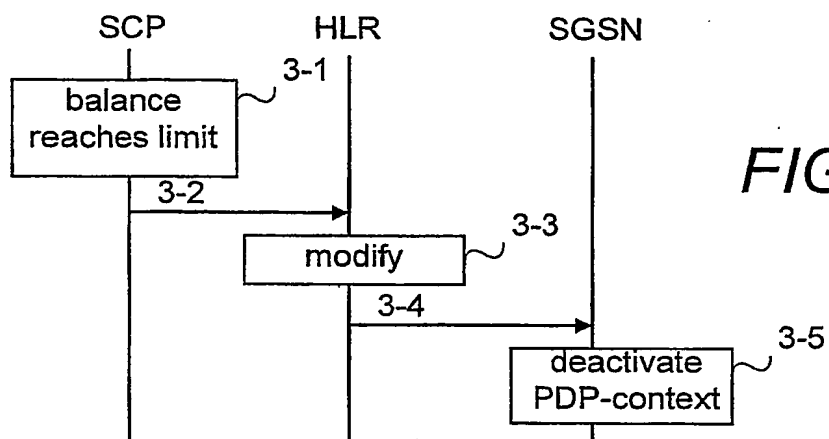 SCP HLR SGSN
3-1
balance
reaches limit
FIG
3-2
3-3
modify
3-4
3-5
deactivate
PDP-context